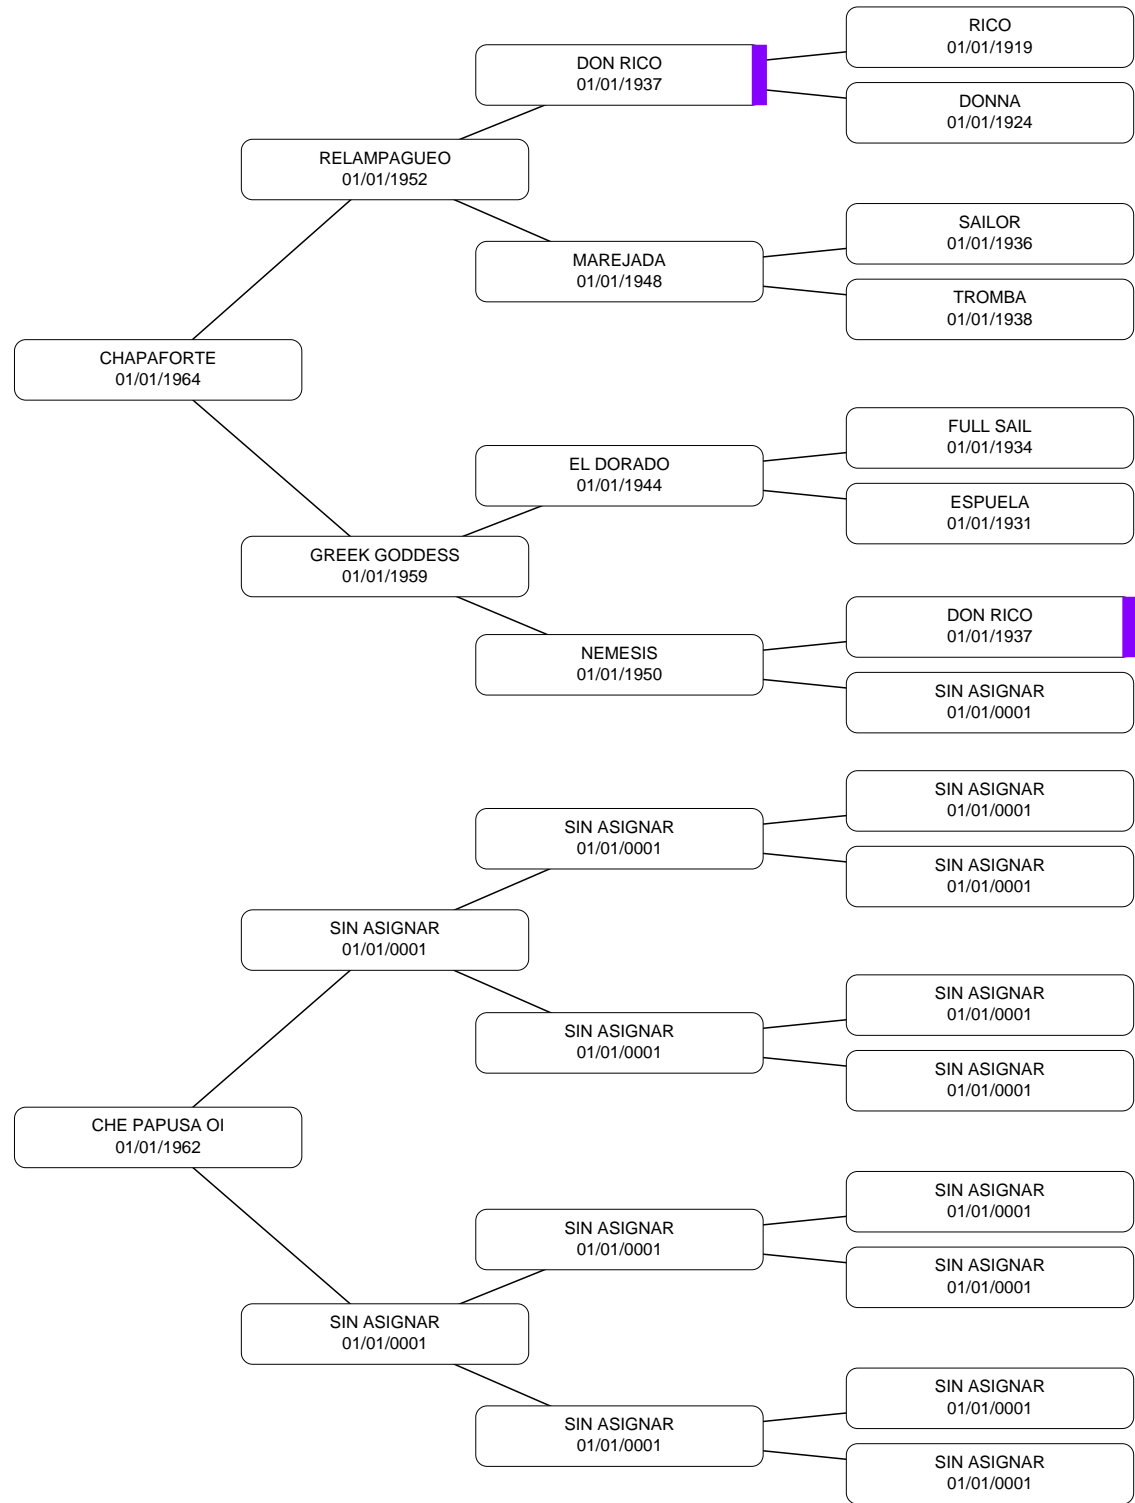 RICO
01/01/1919
DON RICO
01/01/1937
DONNA
01/01/1924
RELAMPAGUEO
01/01/1952
SAILOR
01/01/1936
MAREJADA
01/01/1948
TROMBA
01/01/1938
CHAPAFORTE
01/01/1964
FULL SAIL
01/01/1934
EL DORADO
01/01/1944
ESPUELA
01/01/1931
GREEK GODDESS
01/01/1959
DON RICO
01/01/1937
NEMESIS
01/01/1950
SIN ASIGNAR
01/01/0001
SIN ASIGNAR
01/01/0001
SIN ASIGNAR
01/01/0001
SIN ASIGNAR
01/01/0001
SIN ASIGNAR
01/01/0001
SIN ASIGNAR
01/01/0001
SIN ASIGNAR
01/01/0001
SIN ASIGNAR
01/01/0001
CHE PAPUSA OI
01/01/1962
SIN ASIGNAR
01/01/0001
SIN ASIGNAR
01/01/0001
SIN ASIGNAR
01/01/0001
SIN ASIGNAR
01/01/0001
SIN ASIGNAR
01/01/0001
SIN ASIGNAR
01/01/0001
SIN ASIGNAR
01/01/0001